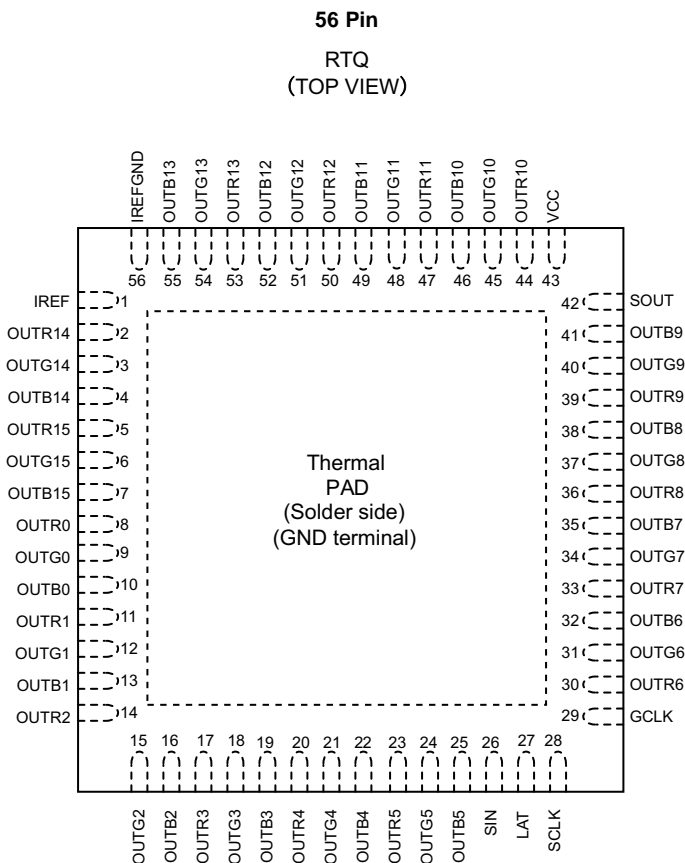 56 Pin
RTQ
(TOP VIEW)
IREFGND
OUTB13
OUTG13
OUTR13
OUTB12
OUTG12
OUTR12
OUTB11
OUTG11
OUTR11
OUTB10
OUTG10
OUTR10
VCC
56
55
54
53
52
51
50
49
48
47
46
45
44
43
IREF 1
OUTR14 2
OUTG14 3
OUTB14 4
OUTR15 5
OUTG15 6
OUTB15 7
OUTR0 8
OUTG0 9
OUTB0 10
OUTR1 11
OUTG1 12
OUTB1 13
OUTR2 14
Thermal
PAD
(Solder side)
(GND terminal)
42 SOUT
41 OUTB9
40 OUTG9
39 OUTR9
38 OUTB8
37 OUTG8
36 OUTR8
35 OUTB7
34 OUTG7
33 OUTR7
32 OUTB6
31 OUTG6
30 OUTR6
29 GCLK
15
16
17
18
19
20
21
22
23
24
25
26
27
28
OUTG2
OUTB2
OUTR3
OUTG3
OUTB3
OUTR4
OUTG4
OUTB4
OUTR5
OUTG5
OUTB5
SIN
LAT
SCLK